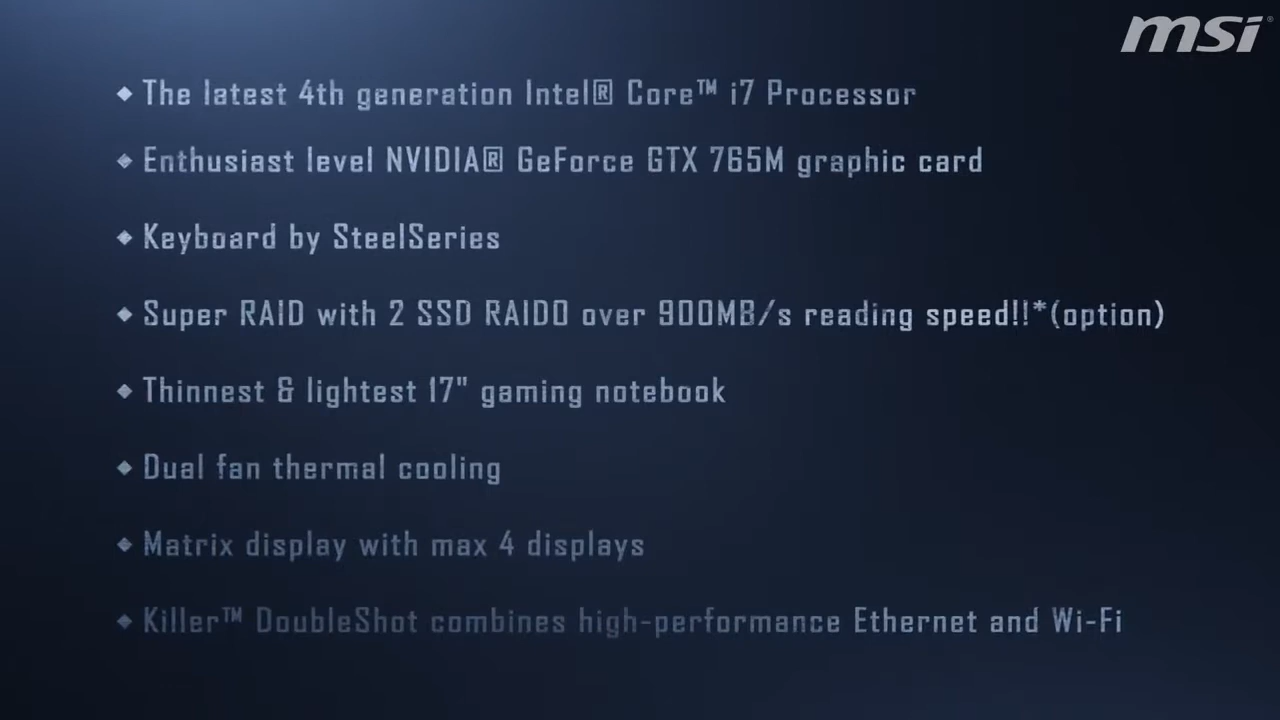 msi®
◆ The latest 4th generation Intel® Core™ i7 Processor
◆ Enthusiast level NVIDIA® GeForce GTX 765M graphic card
◆ Keyboard by SteelSeries
◆ Super RAID with 2 SSD RAID0 over 900MB/s reading speed!!*(option)
◆ Thinnest & lightest 17" gaming notebook
◆ Dual fan thermal cooling
◆ Matrix display with max 4 displays
◆ Killer™ DoubleShot combines high-performance Ethernet and Wi-Fi